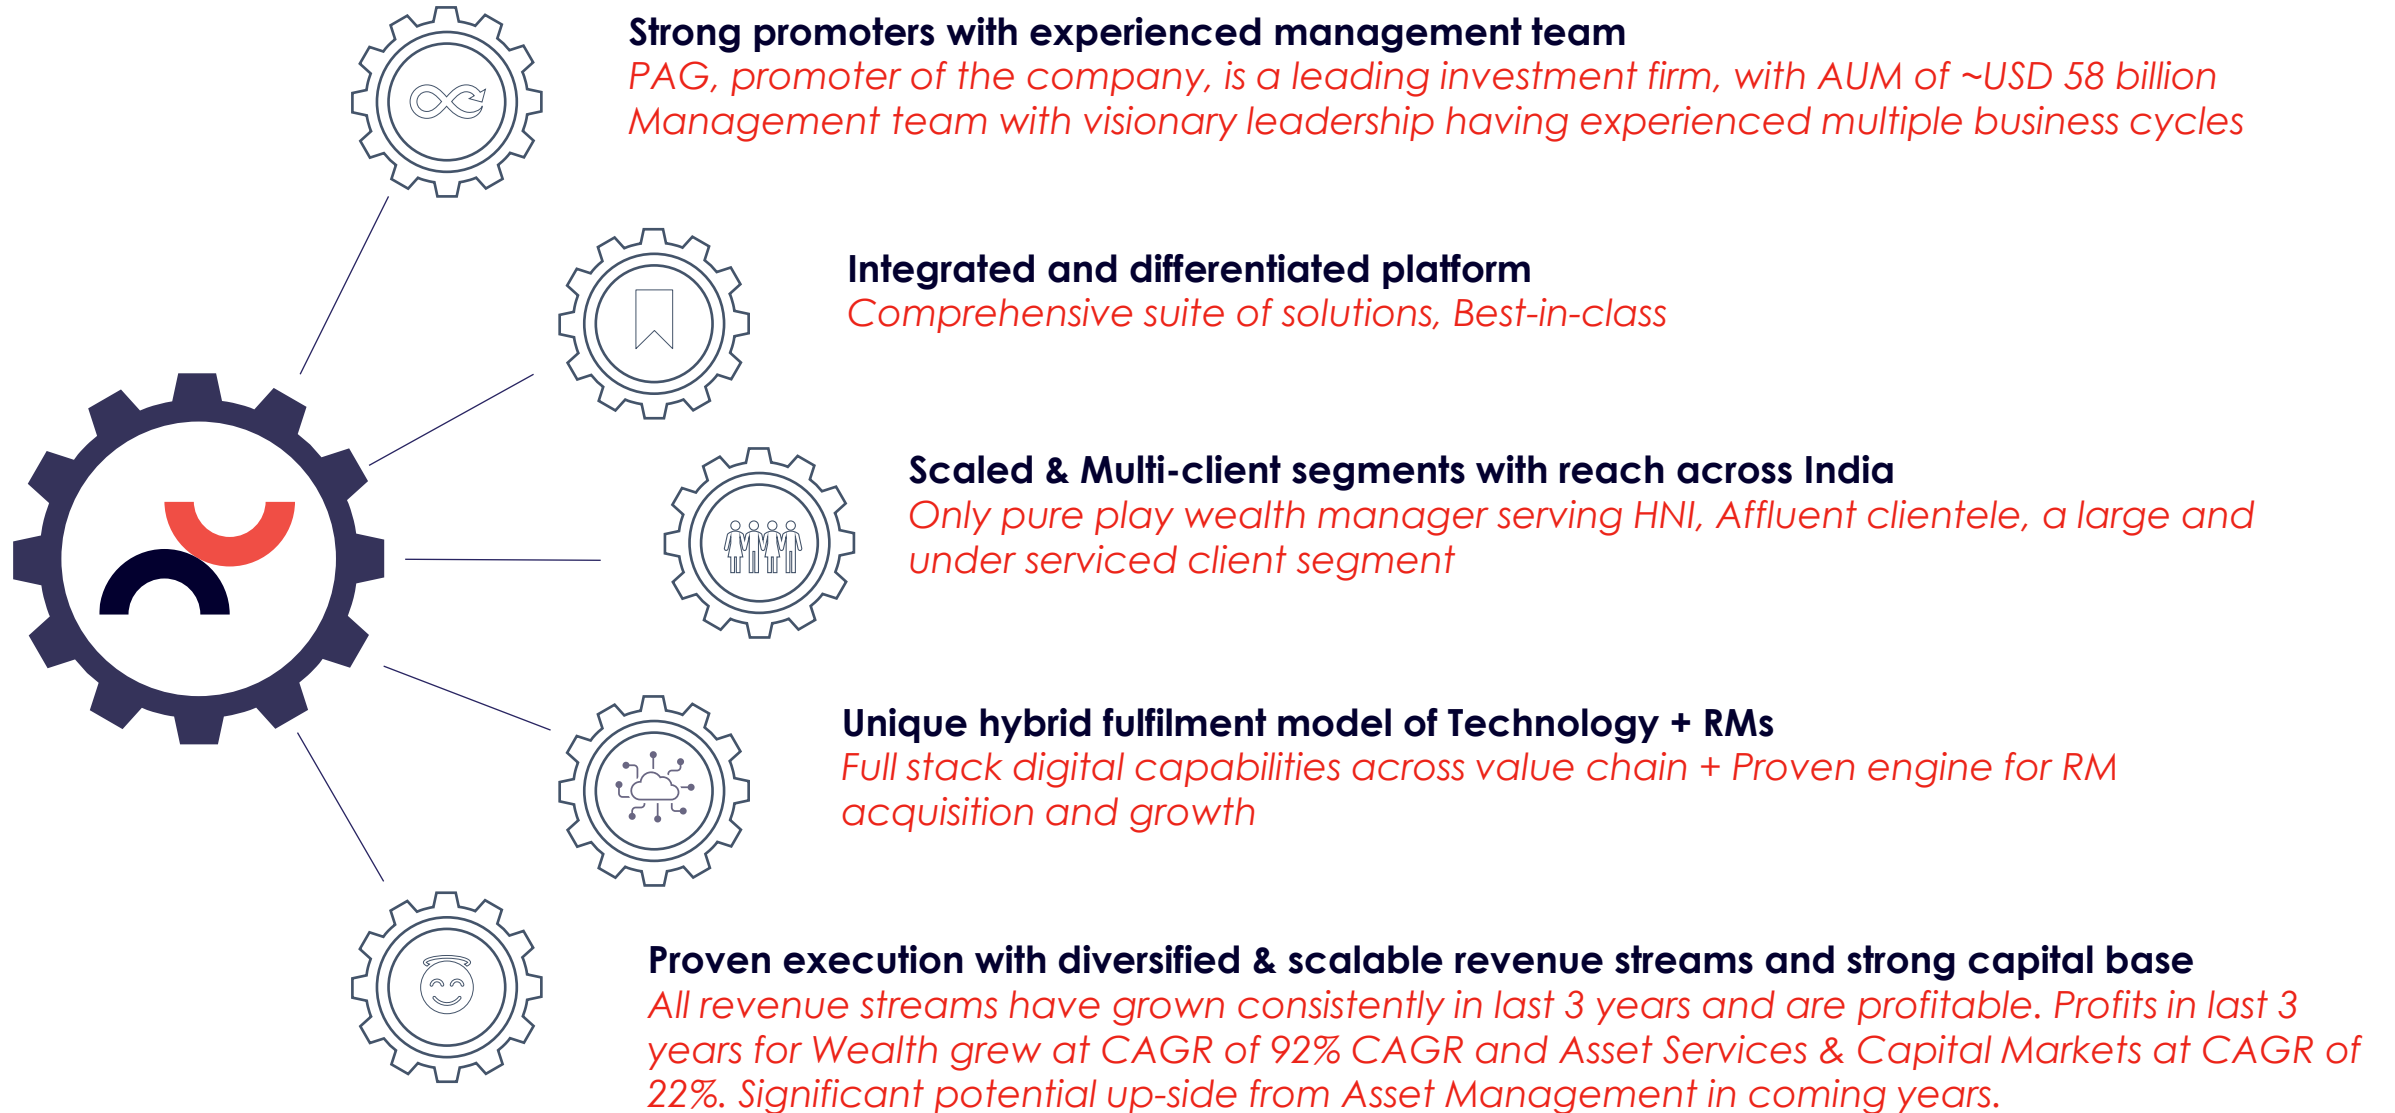 Strong promoters with experienced management team
PAG, promoter of the company, is a leading investment firm, with AUM of ~USD 58 billion
Management team with visionary leadership having experienced multiple business cycles
Integrated and differentiated platform
Comprehensive suite of solutions, Best-in-class
Scaled & Multi-client segments with reach across India
Only pure play wealth manager serving HNI, Affluent clientele, a large and
under serviced client segment
Unique hybrid fulfilment model of Technology + RMs
Full stack digital capabilities across value chain + Proven engine for RM
acquisition and growth
Proven execution with diversified & scalable revenue streams and strong capital base
All revenue streams have grown consistently in last 3 years and are profitable. Profits in last 3
years for Wealth grew at CAGR of 92% CAGR and Asset Services & Capital Markets at CAGR of
22%. Significant potential up-side from Asset Management in coming years.